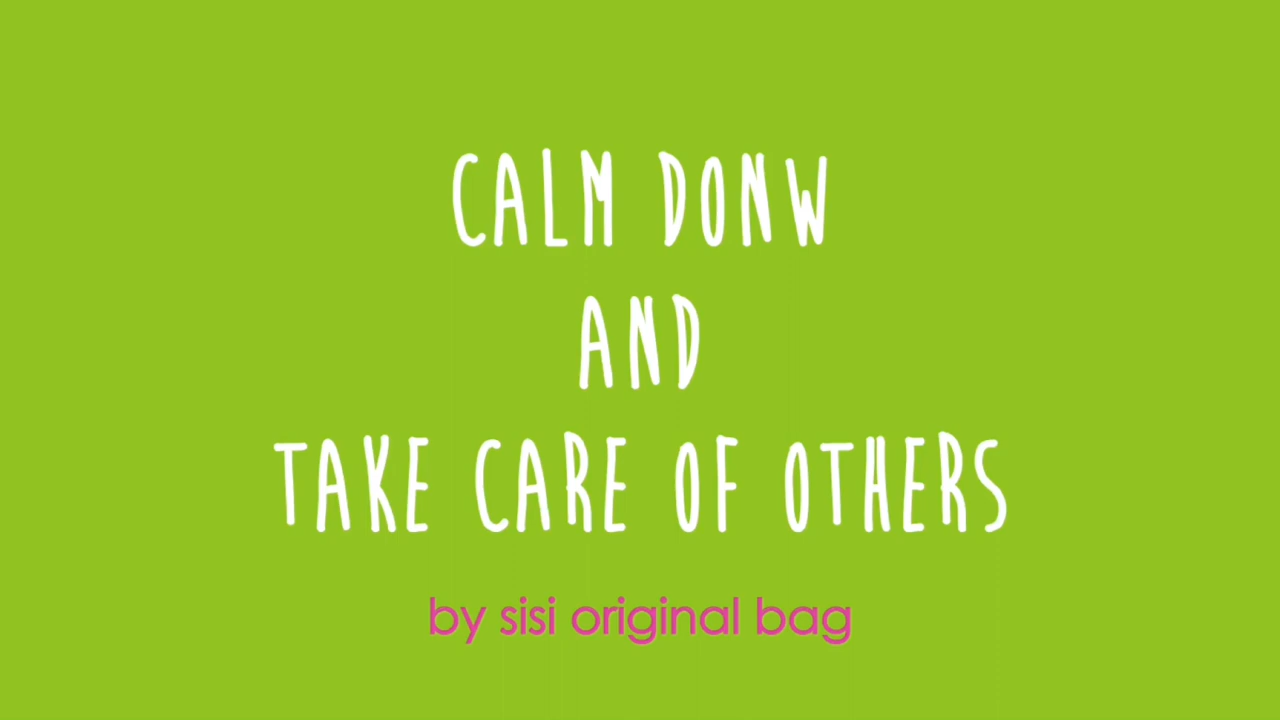 CALM DONW
AND
TAKE CARE OF OTHERS
by sisi original bag